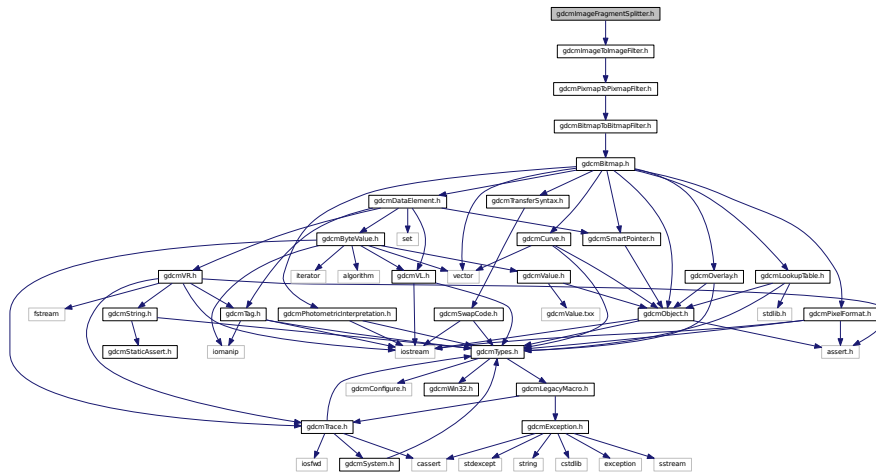 gdcmImageFragmentSplitter.h
gdcmImageToImageFilter.h
gdcmPixmapToPixmapFilter.h
gdcmBitmapToBitmapFilter.h
gdcmBitmap.h
gdcmDataElement.h
gdcmTransferSyntax.h
gdcmByteValue.h
set
gdcmCurve.h
gdcmSmartPointer.h
gdcmVR.h
iterator
algorithm
gdcmVL.h
vector
gdcmValue.h
gdcmOverlay.h
gdcmLookupTable.h
fstream
gdcmString.h
gdcmTag.h
gdcmPhotometricInterpretation.h
gdcmSwapCode.h
gdcmValue.txx
gdcmObject.h
stdlib.h
gdcmPixelFormat.h
gdcmStaticAssert.h
iomanip
iostream
gdcmTypes.h
assert.h
gdcmConfigure.h
gdcmWin32.h
gdcmLegacyMacro.h
gdcmTrace.h
gdcmException.h
iosfwd
gdcmSystem.h
cassert
stdexcept
string
cstdlib
exception
sstream